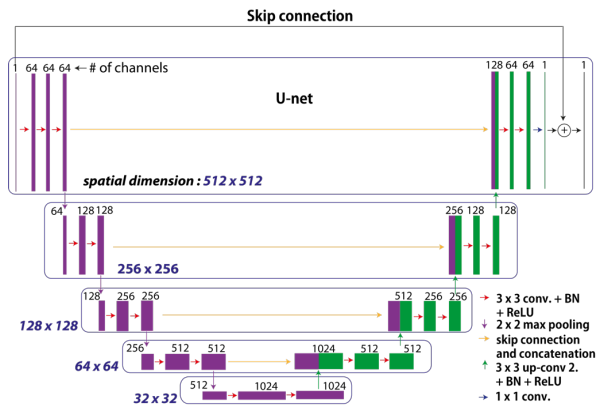 Skip connection
1 64 64 64 ← # of channels
128 64 64 1 1
U-net
+
spatial dimension : 512 x 512
64 128 128
256 128 128
256 x 256
128 256 256
512 256 256
128 x 128
256 512 512
1024 512 512
64 x 64
512 1024 1024
32 x 32
3 x 3 conv. + BN
+ ReLU
2 x 2 max pooling
skip connection
and concatenation
3 x 3 up-conv 2.
+ BN + ReLU
1 x 1 conv.